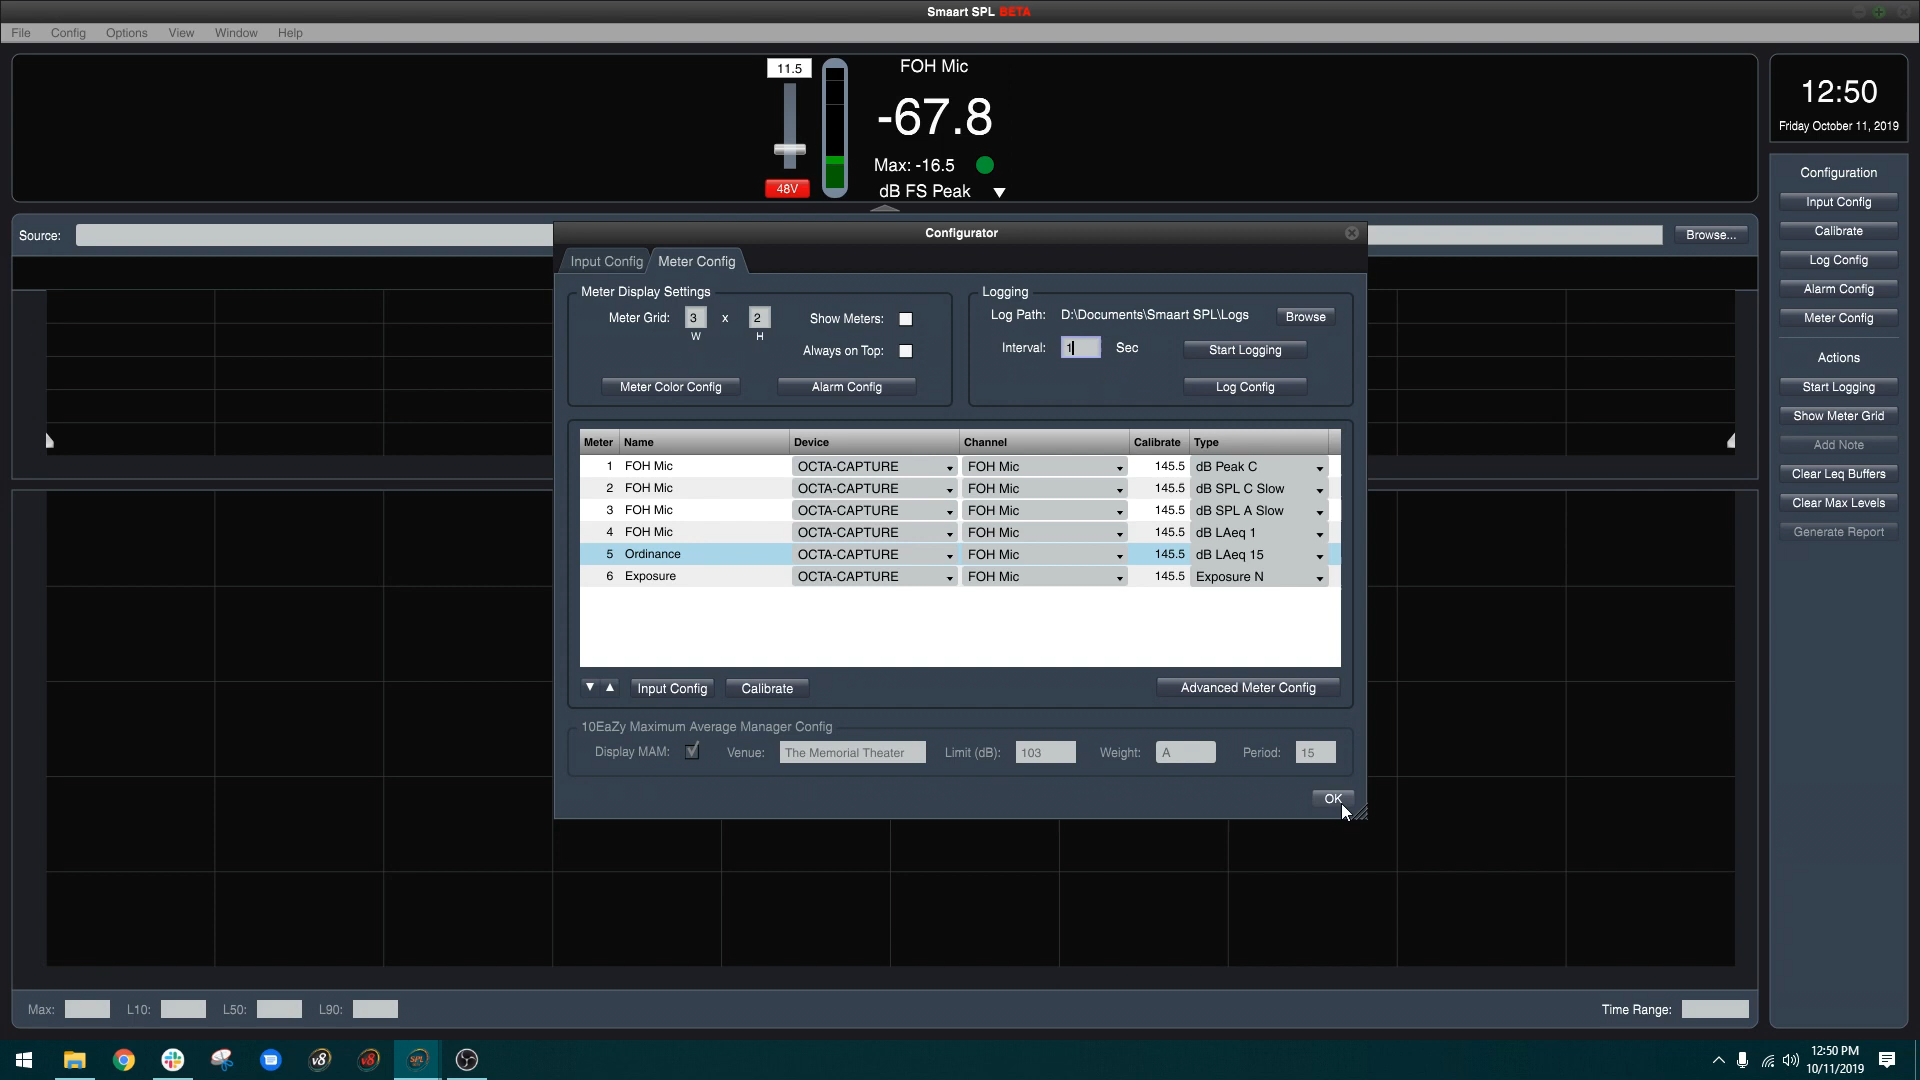 Smaart SPL BETA
File Config Options View Window Help
11.5
48V
FOH Mic
-67.8
Max: -16.5
dB FS Peak
12:50
Friday October 11, 2019
Source:
Browse...
Configuration
Input Config
Calibrate
Log Config
Alarm Config
Meter Config
Actions
Start Logging
Show Meter Grid
Add Note
Clear Leq Buffers
Clear Max Levels
Generate Report
Configurator
Input Config Meter Config
Meter Display Settings
Meter Grid: 3 x 2
W H
Show Meters:
Always on Top:
Meter Color Config Alarm Config
Logging
Log Path: D:\Documents\Smaart SPL\Logs Browse
Interval: 1 Sec Start Logging
Log Config
Meter Name Device Channel Calibrate Type
1 FOH Mic OCTA-CAPTURE FOH Mic 145.5 dB Peak C
2 FOH Mic OCTA-CAPTURE FOH Mic 145.5 dB SPL C Slow
3 FOH Mic OCTA-CAPTURE FOH Mic 145.5 dB SPL A Slow
4 FOH Mic OCTA-CAPTURE FOH Mic 145.5 dB LAeq 1
5 Ordinance OCTA-CAPTURE FOH Mic 145.5 dB LAeq 15
6 Exposure OCTA-CAPTURE FOH Mic 145.5 Exposure N
Input Config Calibrate Advanced Meter Config
10EaZy Maximum Average Manager Config
Display MAM: Venue: The Memorial Theater Limit (dB): 103 Weight: A Period: 15
OK
Max: L10: L50: L90: Time Range:
v8 v8 SPL
12:50 PM
10/11/2019